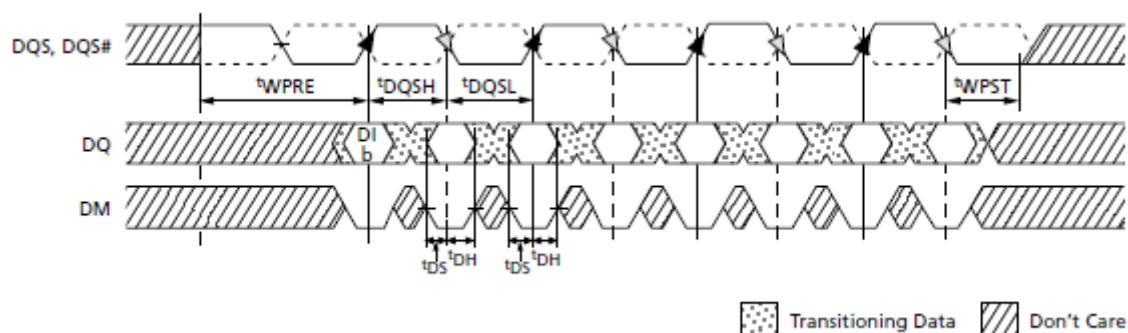 DQS, DQS#
tWPRE tDQSH tDQSL tWPST
DQ
DI
b
DM
tDS tDH tDS tDH
Transitioning Data Don't Care